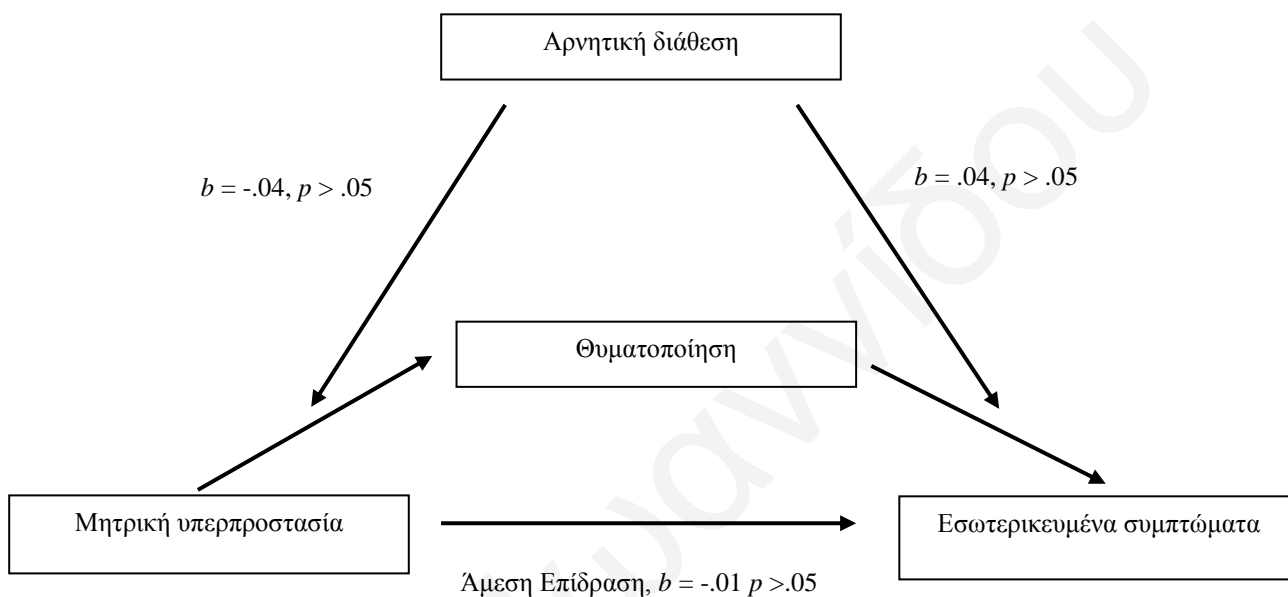 Αρνητική διάθεση
b = -.04, p > .05
b = .04, p > .05
Θυματοποίηση
Μητρική υπερπροστασία
Εσωτερικευμένα συμπτώματα
Άμεση Επίδραση, b = -.01 p >.05